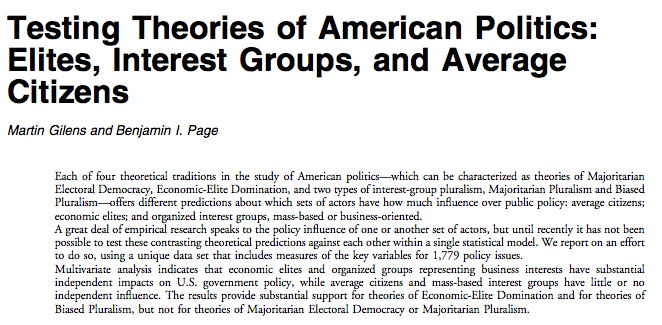 Testing Theories of American Politics:
Elites, Interest Groups, and Average
Citizens
Martin Gilens and Benjamin I. Page
Each of four theoretical traditions in the study of American politics—which can be characterized as theories of Majoritarian
Electoral Democracy, Economic-Elite Domination, and two types of interest-group pluralism, Majoritarian Pluralism and Biased
Pluralism—offers different predictions about which sets of actors have how much influence over public policy: average citizens;
economic elites; and organized interest groups, mass-based or business-oriented.
A great deal of empirical research speaks to the policy influence of one or another set of actors, but until recently it has not been
possible to test these contrasting theoretical predictions against each other within a single statistical model. We report on an effort
to do so, using a unique data set that includes measures of the key variables for 1,779 policy issues.
Multivariate analysis indicates that economic elites and organized groups representing business interests have substantial
independent impacts on U.S. government policy, while average citizens and mass-based interest groups have little or no
independent influence. The results provide substantial support for theories of Economic-Elite Domination and for theories of
Biased Pluralism, but not for theories of Majoritarian Electoral Democracy or Majoritarian Pluralism.